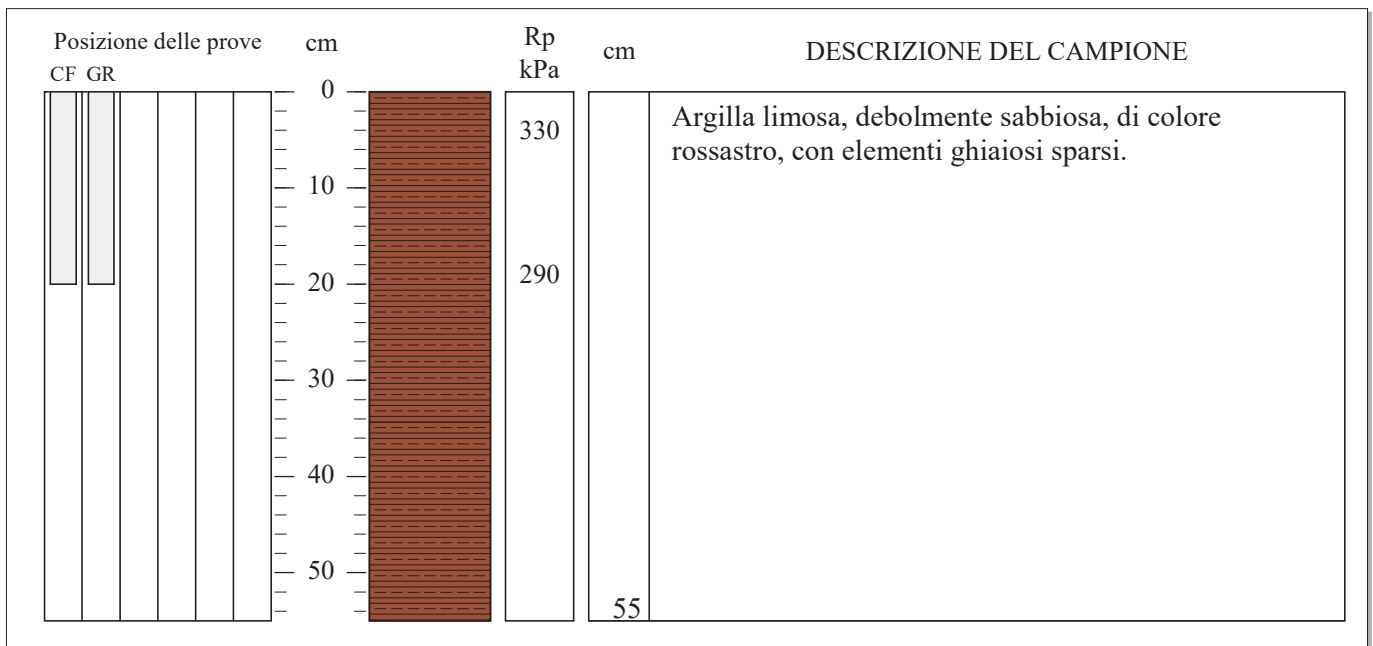 Posizione delle prove
cm
Rp
kPa
cm
DESCRIZIONE DEL CAMPIONE
CF GR
0
10
20
30
40
50
330
290
55
Argilla limosa, debolmente sabbiosa, di colore
rossastro, con elementi ghiaiosi sparsi.